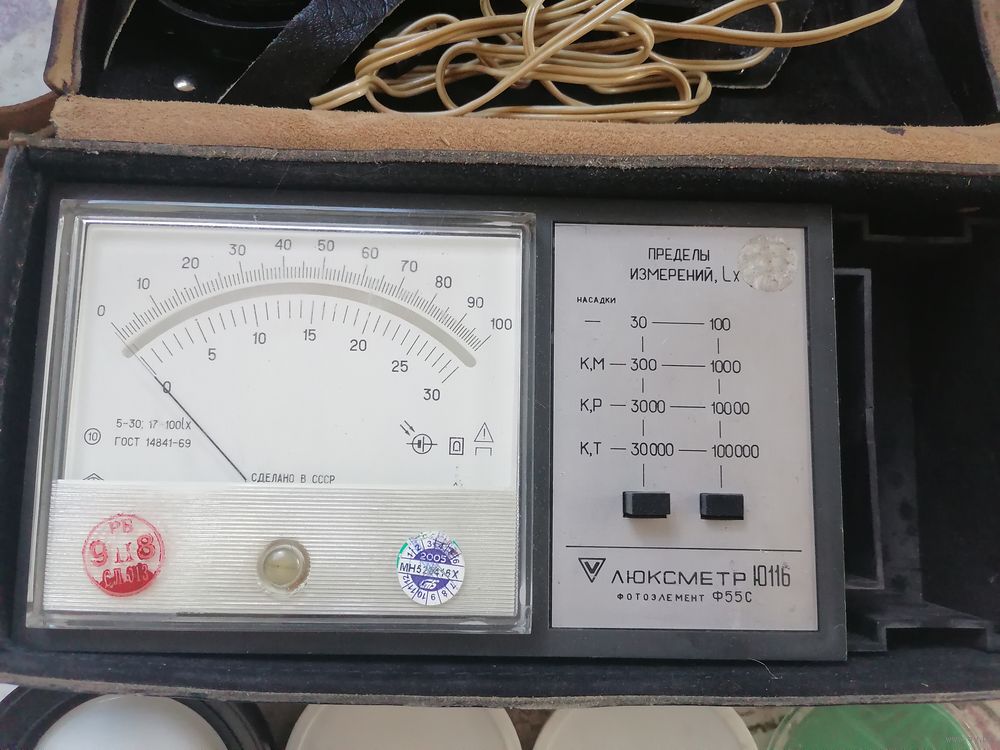 0 10 20 30 40 50 60 70 80 90 100
0 5 10 15 20 25 30
5-30; 17 100lx
10 ГОСТ 14841-69
СДЕЛАНО В СССР
РБ
9 II 8
2005
ПРЕДЕЛЫ
ИЗМЕРЕНИЙ, Lx
НАСАДКИ
— 30 — 100
К,М — 300 — 1000
К,Р — 3000 — 10000
К,Т — 30000 — 100000
ЛЮКСМЕТР Ю116
ФОТОЭЛЕМЕНТ Ф55С